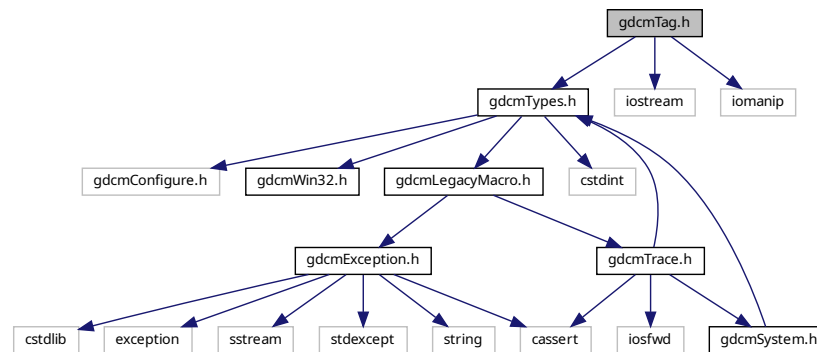 gdcmTag.h
gdcmTypes.h
iostream
iomanip
gdcmConfigure.h
gdcmWin32.h
gdcmLegacyMacro.h
cstdint
gdcmException.h
gdcmTrace.h
cstdlib
exception
sstream
stdexcept
string
cassert
iosfwd
gdcmSystem.h